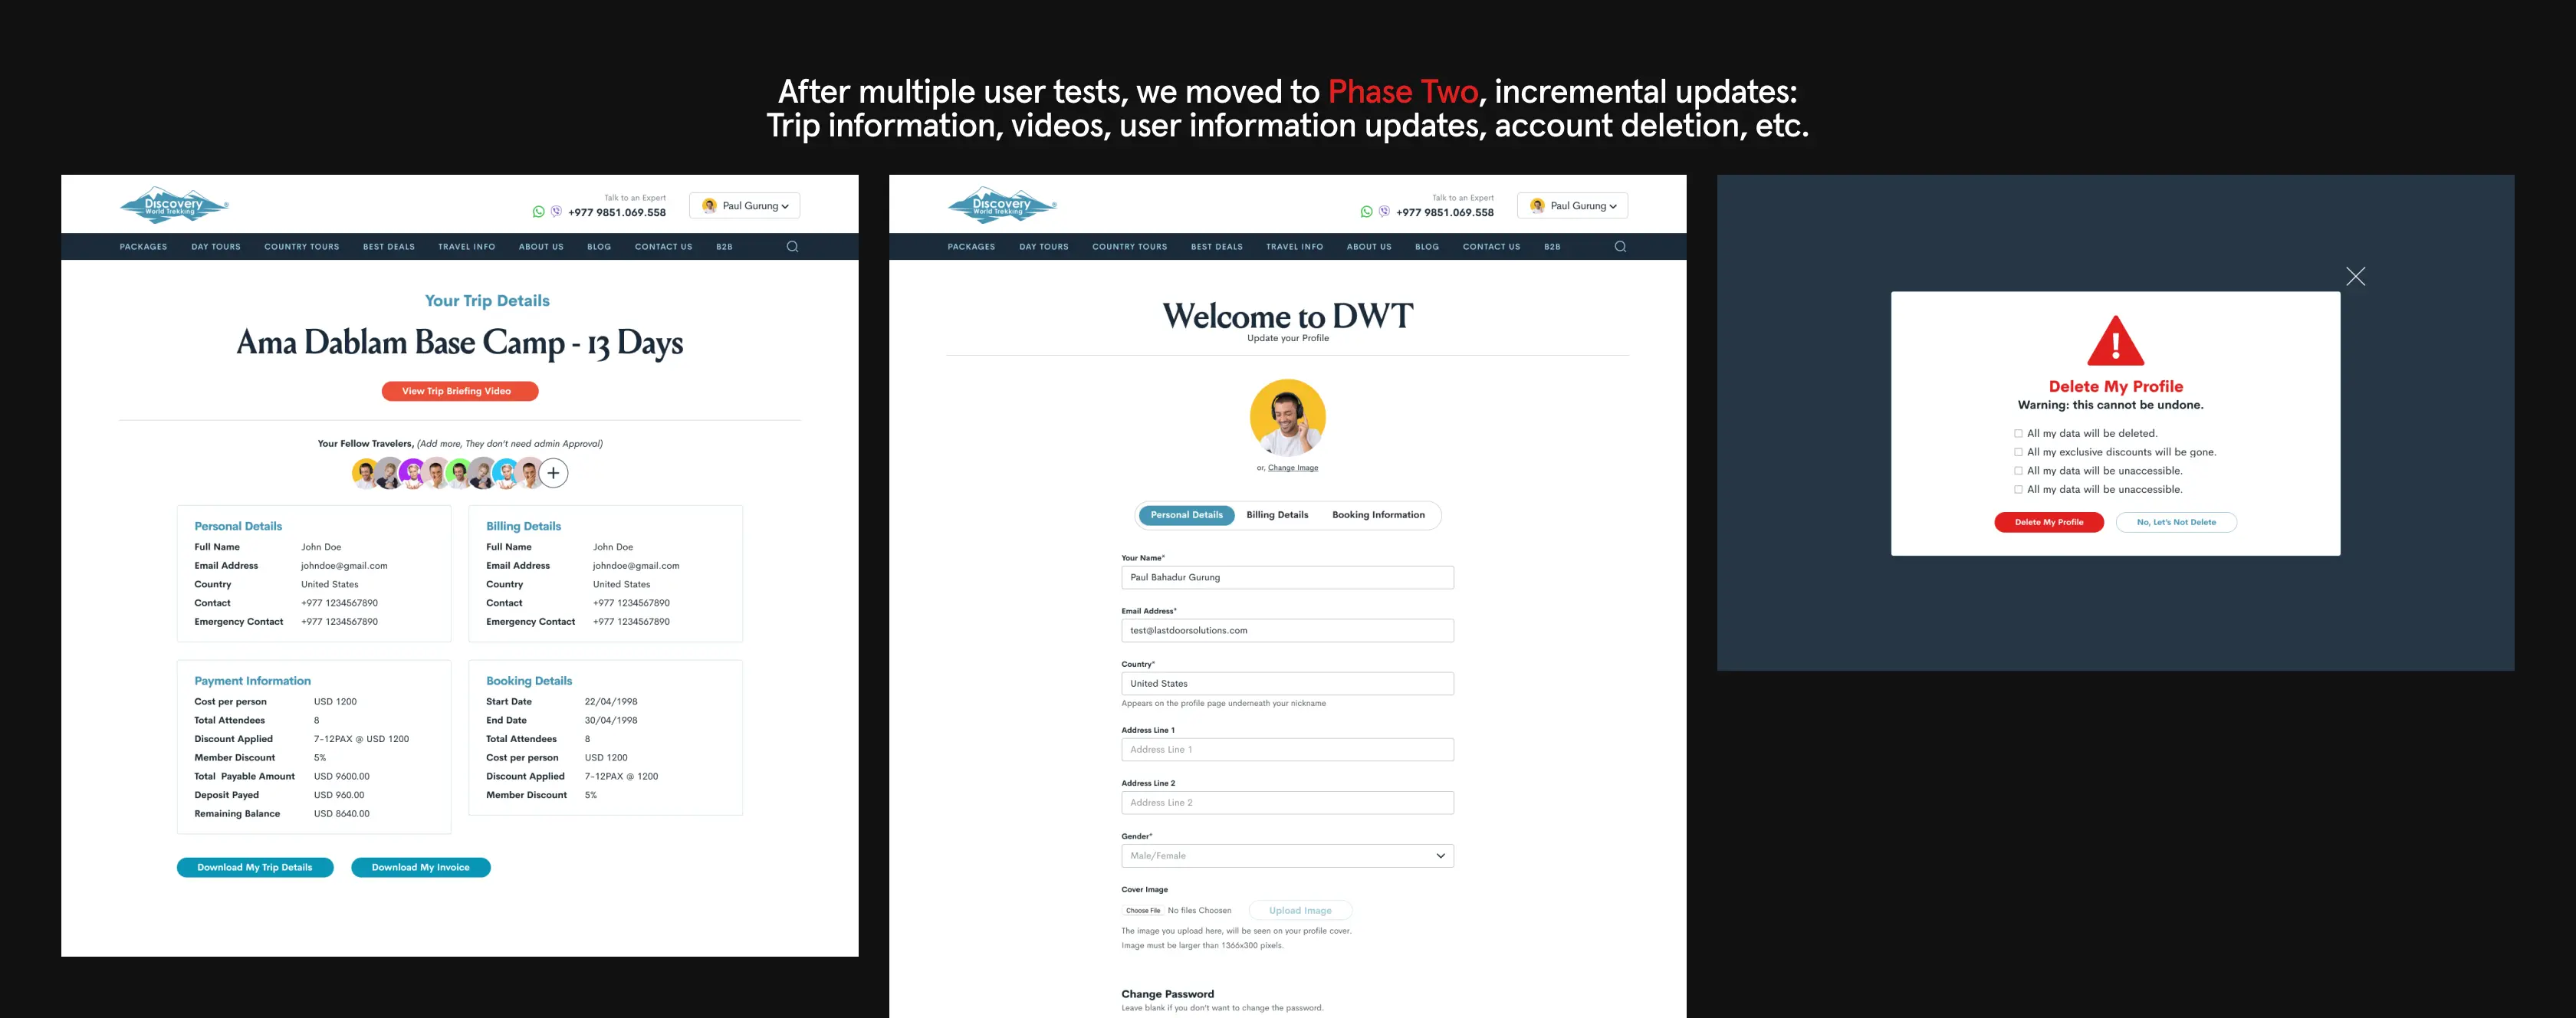 After multiple user tests, we moved to Phase Two, incremental updates:
Trip information, videos, user information updates, account deletion, etc.
Discovery
World Trekking
®
Talk to an Expert
+977 9851.069.558
Paul Gurung
PACKAGES DAY TOURS COUNTRY TOURS BEST DEALS TRAVEL INFO ABOUT US BLOG CONTACT US B2B
Your Trip Details
Ama Dablam Base Camp - 13 Days
View Trip Briefing Video
Your Fellow Travelers, (Add more, They don't need admin Approval)
Personal Details
Full Name John Doe
Email Address johndoe@gmail.com
Country United States
Contact +977 1234567890
Emergency Contact +977 1234567890
Billing Details
Full Name John Doe
Email Address johndoe@gmail.com
Country United States
Contact +977 1234567890
Emergency Contact +977 1234567890
Payment Information
Cost per person USD 1200
Total Attendees 8
Discount Applied 7-12PAX @ USD 1200
Member Discount 5%
Total Payable Amount USD 9600.00
Deposit Payed USD 960.00
Remaining Balance USD 8640.00
Booking Details
Start Date 22/04/1998
End Date 30/04/1998
Total Attendees 8
Cost per person USD 1200
Discount Applied 7-12PAX @ 1200
Member Discount 5%
Download My Trip Details Download My Invoice
Discovery
World Trekking
®
Talk to an Expert
+977 9851.069.558
Paul Gurung
PACKAGES DAY TOURS COUNTRY TOURS BEST DEALS TRAVEL INFO ABOUT US BLOG CONTACT US B2B
Welcome to DWT
Update your Profile
or, Change Image
Personal Details Billing Details Booking Information
Your Name*
Paul Bahadur Gurung
Email Address*
test@lastdoorsolutions.com
Country*
United States
Appears on the profile page underneath your nickname
Address Line 1
Address Line 1
Address Line 2
Address Line 2
Gender*
Male/Female
Cover Image
Choose File No files Choosen Upload Image
The image you upload here, will be seen on your profile cover.
Image must be larger than 1366x300 pixels.
Change Password
Leave blank if you don't want to change the password.
Delete My Profile
Warning: this cannot be undone.
All my data will be deleted.
All my exclusive discounts will be gone.
All my data will be unaccessible.
All my data will be unaccessible.
Delete My Profile No, Let's Not Delete